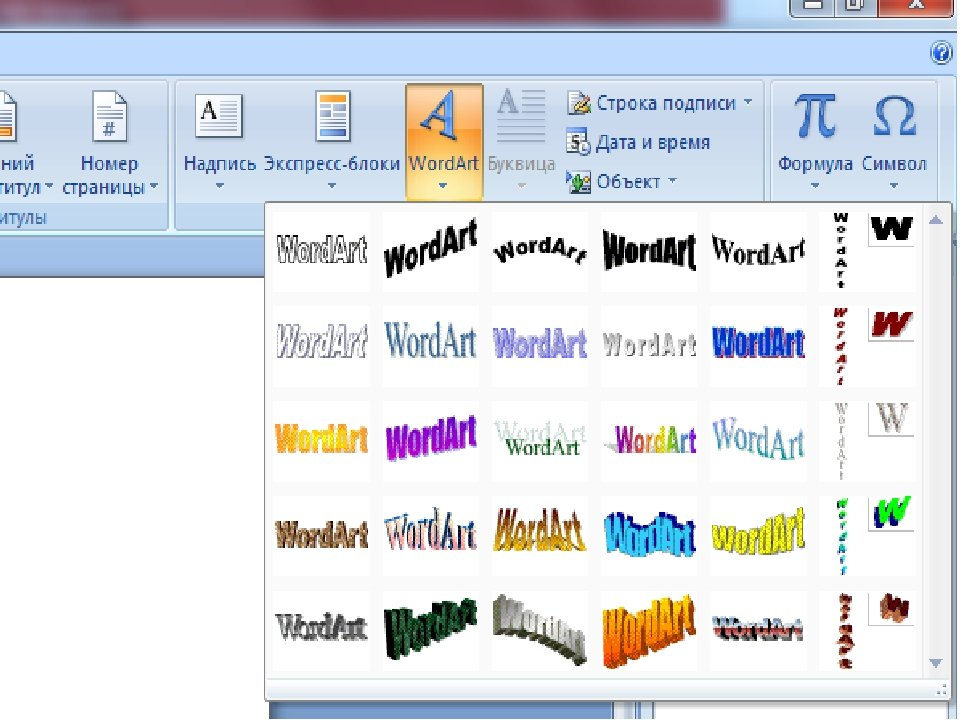 ний
титул
Номер
страницы
#
A
Надпись
Экспресс-блоки
A
WordArt
A
Буквица
Строка подписи
5
Дата и время
Объект
π
Формула
Ω
Символ
итулы
WordArt WordArt WordArt WordArt WordArt WordArt W
WordArt WordArt WordArt WordArt WordArt WordArt W
WordArt WordArt WordArt WordArt WordArt WordArt W
WordArt WordArt WordArt WordArt WordArt WordArt W
WordArt WordArt WordArt WordArt WordArt WordArt W